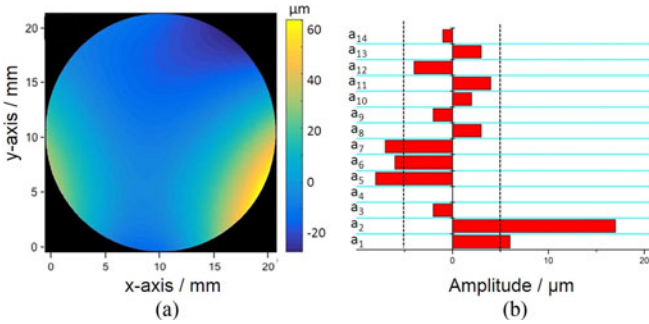 µm
60
40
20
0
-20
20
15
10
5
0
y-axis / mm
0
5
10
15
20
x-axis / mm
(a)
a14
a13
a12
a11
a10
a9
a8
a7
a6
a5
a4
a3
a2
a1
0
10
20
Amplitude / µm
(b)